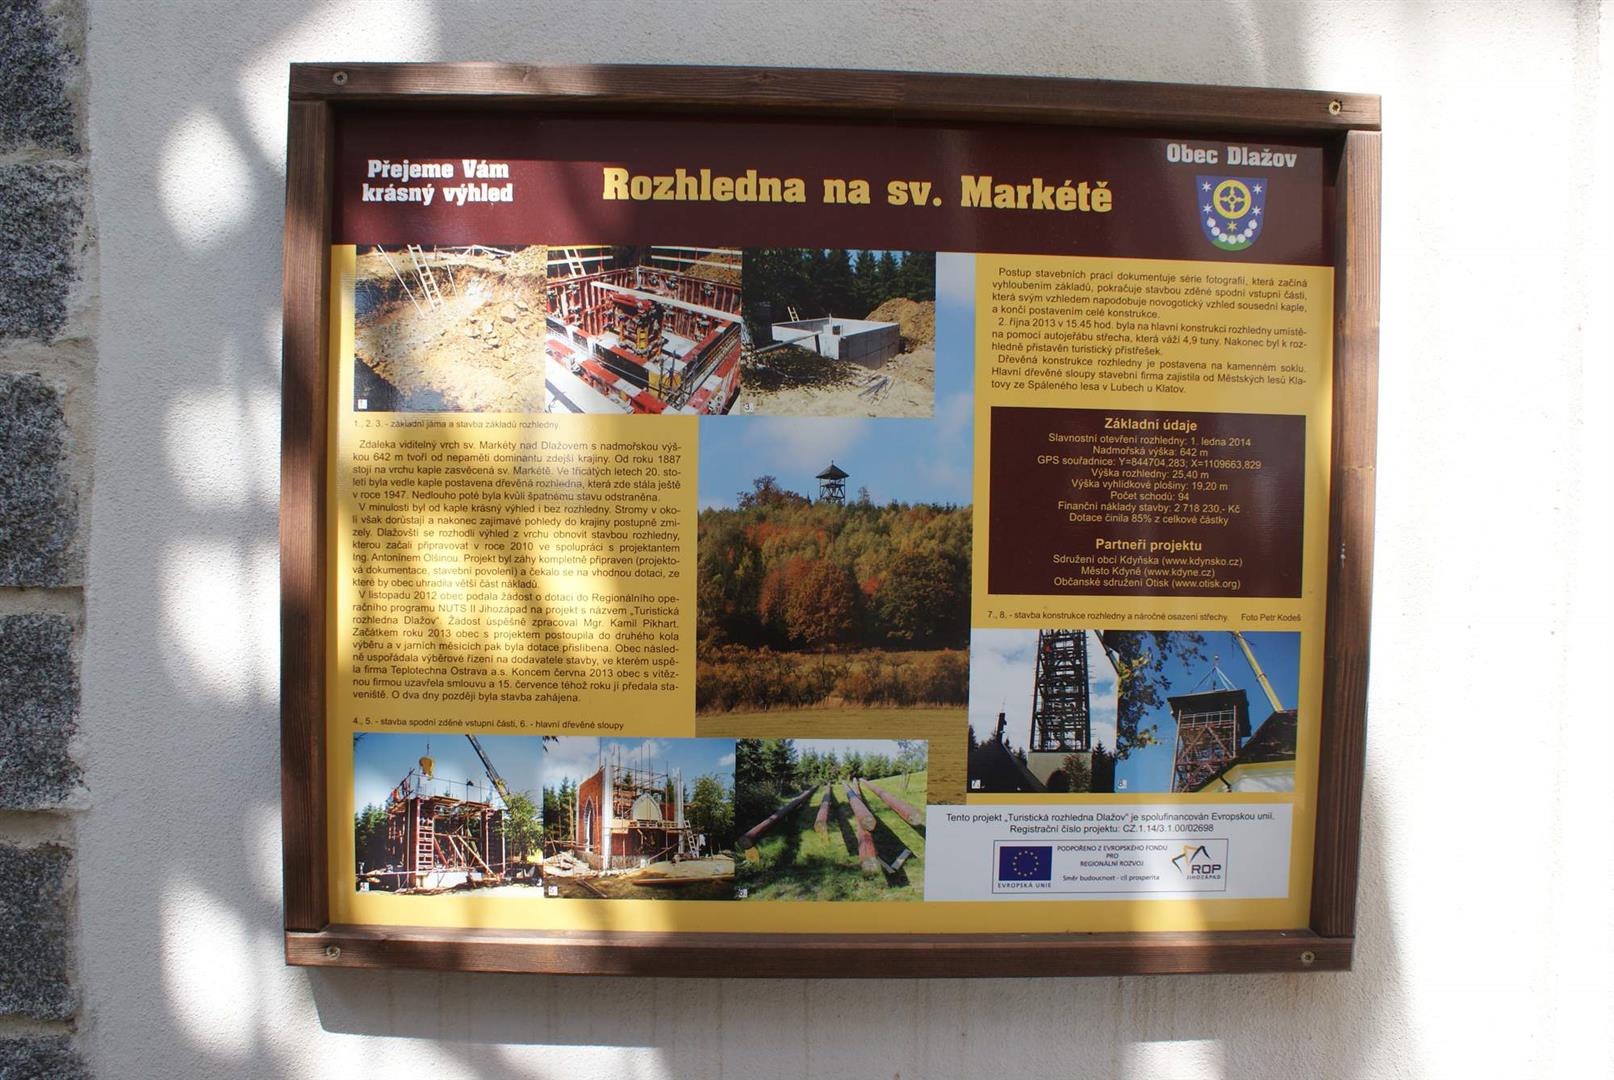 Přejeme Vám
krásný výhled
Rozhledna na sv. Markétě
Obec Dlažov
1., 2. 3. - základní jáma a stavba základů rozhledny.
Zdaleka viditelný vrch sv. Markéty nad Dlažovem s nadmořskou výš-
kou 642 m tvoří od nepaměti dominantu zdejší krajiny. Od roku 1887
stojí na vrchu kaple zasvěcená sv. Markétě. Ve třicátých letech 20. sto-
letí byla vedle kaple postavena dřevěná rozhledna, která zde stála ještě
v roce 1947. Nedlouho poté byla kvůli špatnému stavu odstraněna.
V minulosti byl od kaple krásný výhled i bez rozhledny. Stromy v oko-
lí však dorůstají a nakonec zajímavé pohledy do krajiny postupně zmi-
zely. Dlažovští se rozhodli výhled z vrchu obnovit stavbou rozhledny,
kterou začali připravovat v roce 2010 ve spolupráci s projektantem
Ing. Antonínem Olšinou. Projekt byl záhy kompletně připraven (projekto-
vá dokumentace, stavební povolení) a čekalo se na vhodnou dotaci, ze
které by obec uhradila větší část nákladů.
V listopadu 2012 obec podala žádost o dotaci do Regionálního ope-
račního programu NUTS II Jihozápad na projekt s názvem „Turistická
rozhledna Dlažov“. Žádost úspěšně zpracoval Mgr. Kamil Pikhart.
Začátkem roku 2013 obec s projektem postoupila do druhého kola
výběru a v jarních měsících pak byla dotace přislíbena. Obec násled-
ně uspořádala výběrové řízení na dodavatele stavby, ve kterém uspě-
la firma Teplotechna Ostrava a.s. Koncem června 2013 obec s vítěz-
nou firmou uzavřela smlouvu a 15. července téhož roku jí předala sta-
veniště. O dva dny později byla stavba zahájena.
4., 5. - stavba spodní zděné vstupní části, 6. - hlavní dřevěné sloupy
Postup stavebních prací dokumentuje série fotografií, která začíná
vyhloubením základů, pokračuje stavbou zděné spodní vstupní části,
která svým vzhledem napodobuje novogotický vzhled sousední kaple,
a končí postavením celé konstrukce.
2. října 2013 v 15.45 hod. byla na hlavní konstrukci rozhledny umístě-
na pomocí autojeřábu střecha, která váží 4,9 tuny. Nakonec byl k roz-
hledně přistavěn turistický přístřešek.
Dřevěná konstrukce rozhledny je postavena na kamenném soklu.
Hlavní dřevěné sloupy stavební firma zajistila od Městských lesů Kla-
tovy ze Spáleného lesa v Lubech u Klatov.
Základní údaje
Slavnostní otevření rozhledny: 1. ledna 2014
Nadmořská výška: 642 m
GPS souřadnice: Y=844704,283; X=1109663,829
Výška rozhledny: 25,40 m
Výška vyhlídkové plošiny: 19,20 m
Počet schodů: 94
Finanční náklady stavby: 2 718 230,- Kč
Dotace činila 85% z celkové částky
Partneři projektu
Sdružení obcí Kdyňska (www.kdynsko.cz)
Město Kdyně (www.kdyne.cz)
Občanské sdružení Otisk (www.otisk.org)
7., 8. - stavba konstrukce rozhledny a náročné osazení střechy. Foto Petr Kodeš
Tento projekt „Turistická rozhledna Dlažov“ je spolufinancován Evropskou unií.
Registrační číslo projektu: CZ.1.14/3.1.00/02698
EVROPSKÁ UNIE
PODPOŘENO Z EVROPSKÉHO FONDU
PRO
REGIONÁLNÍ ROZVOJ
Směr budoucnost - cíl prosperita
ROP
JIHOZÁPAD
1.
2.
3.
4.
5.
6.
7.
8.